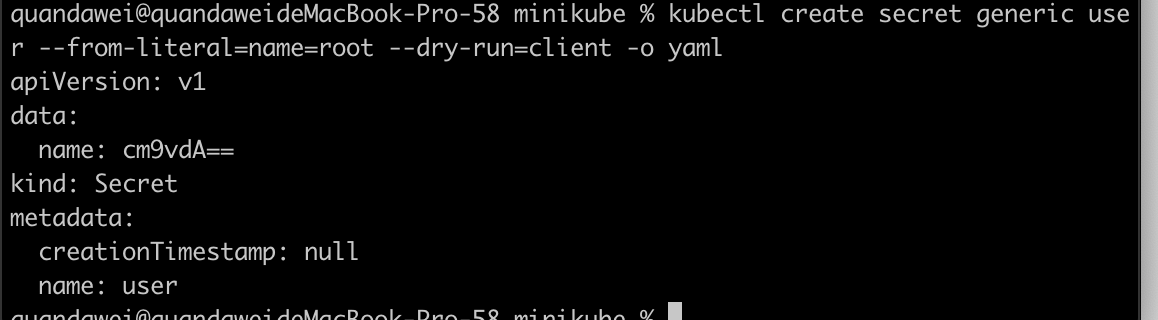 quandawei@quandaweideMacBook-Pro-58 minikube % kubectl create secret generic use
r --from-literal=name=root --dry-run=client -o yaml
apiVersion: v1
data:
  name: cm9vdA==
kind: Secret
metadata:
  creationTimestamp: null
  name: user
quandawei@quandaweideMacBook-Pro-58 minikube %